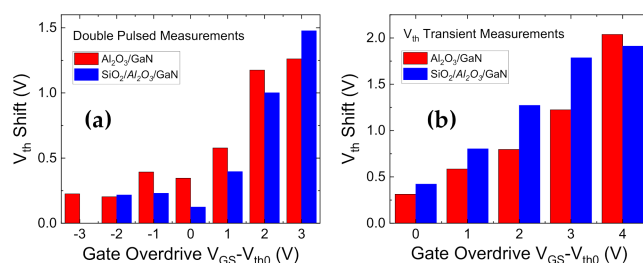 Double Pulsed Measurements
Al₂O₃/GaN
SiO₂/Al₂O₃/GaN
(a)
1.5
1.0
0.5
0.0
Vth Shift (V)
-3 -2 -1 0 1 2 3
Gate Overdrive VGS-Vth0 (V)
Vth Transient Measurements
Al₂O₃/GaN
SiO₂/Al₂O₃/GaN
(b)
2.0
1.5
1.0
0.5
0.0
Vth Shift (V)
0 1 2 3 4
Gate Overdrive VGS-Vth0 (V)